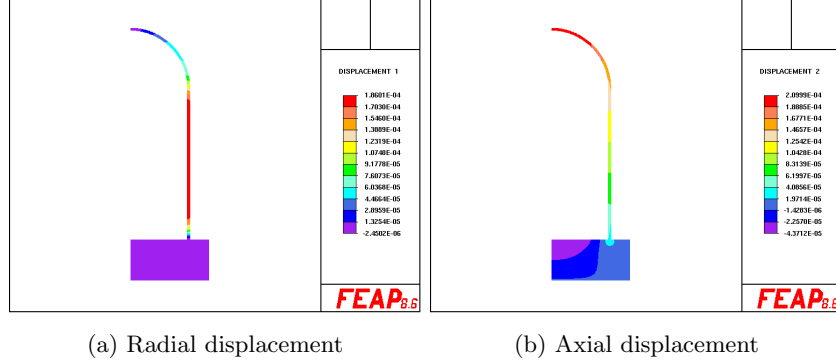 DISPLACEMENT 1
1.8601E-04
1.7030E-04
1.5460E-04
1.3889E-04
1.2319E-04
1.0748E-04
9.1778E-05
7.6073E-05
6.0368E-05
4.4664E-05
2.8959E-05
1.3254E-05
-2.4502E-06
FEAP8.6
DISPLACEMENT 2
2.0999E-04
1.8885E-04
1.6771E-04
1.4657E-04
1.2542E-04
1.0428E-04
8.3139E-05
6.1997E-05
4.0856E-05
1.9714E-05
-1.4283E-06
-2.2570E-05
-4.3712E-05
FEAP8.6
(a) Radial displacement
(b) Axial displacement